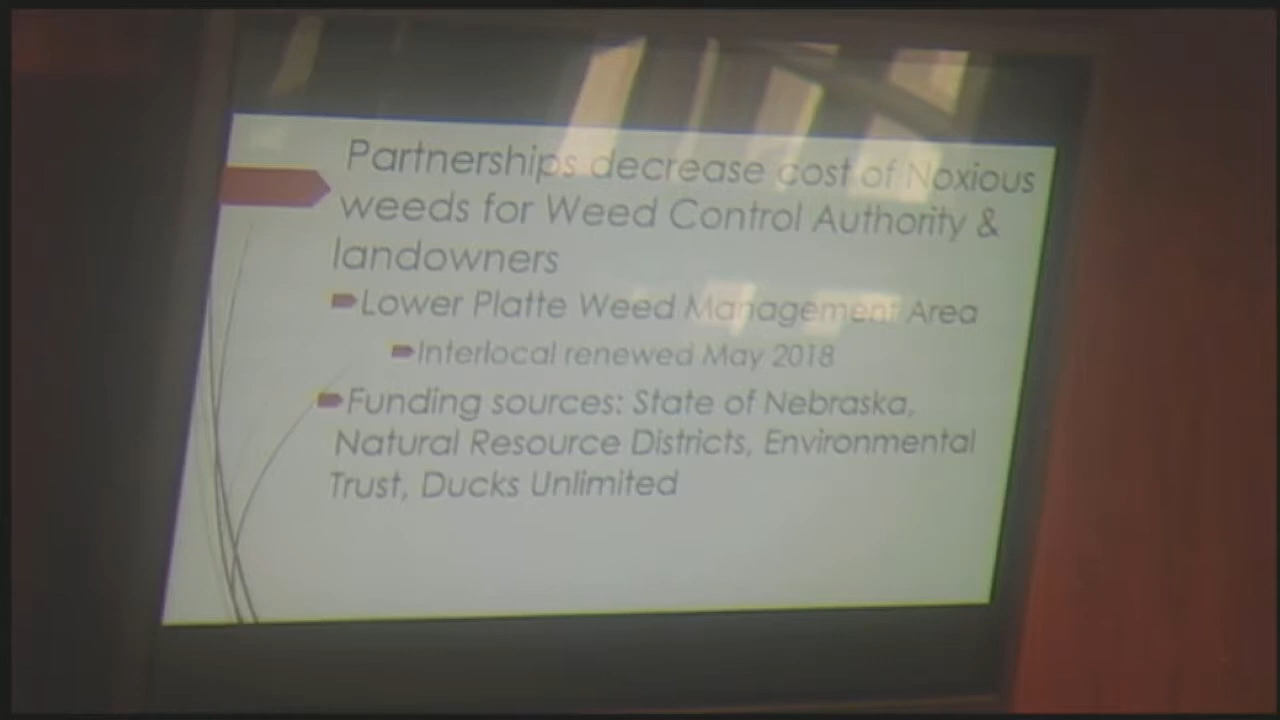 Partnerships decrease cost of Noxious
weeds for Weed Control Authority &
landowners
Lower Platte Weed Management Area
Interlocal renewed May 2018
Funding sources: State of Nebraska,
Natural Resource Districts, Environmental
Trust, Ducks Unlimited